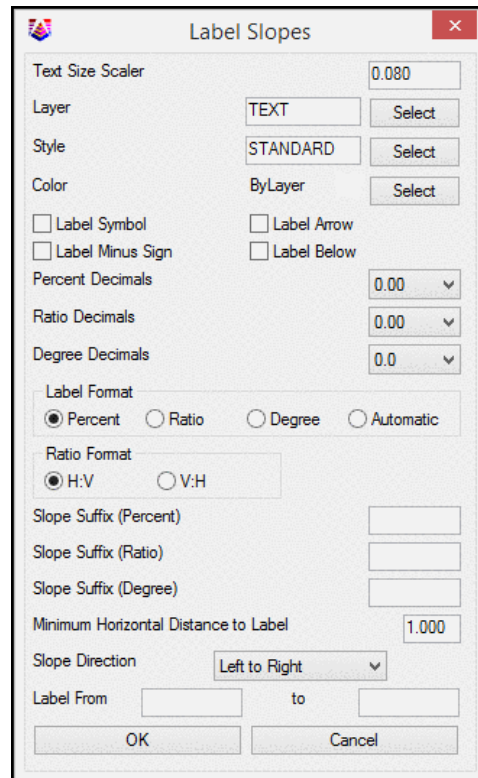 Label Slopes
Text Size Scaler 0.080
Layer TEXT Select
Style STANDARD Select
Color ByLayer Select
Label Symbol Label Arrow
Label Minus Sign Label Below
Percent Decimals 0.00
Ratio Decimals 0.00
Degree Decimals 0.0
Label Format
Percent Ratio Degree Automatic
Ratio Format
H:V V:H
Slope Suffix (Percent)
Slope Suffix (Ratio)
Slope Suffix (Degree)
Minimum Horizontal Distance to Label 1.000
Slope Direction Left to Right
Label From to
OK Cancel